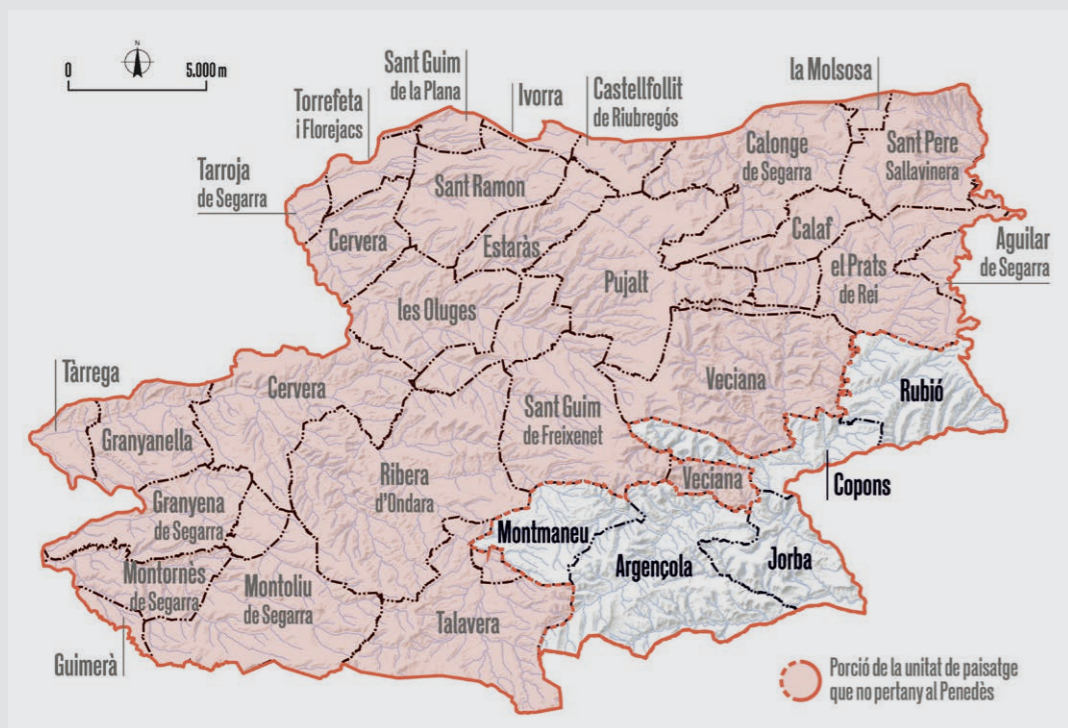 N
0 5.000 m
Sant Guim
de la Plana
Ivorra
Castellfollit
de Riubregós
la Molsosa
Torrefeta
i Florejacs
Calonge
de Segarra
Sant Pere
Sallavinera
Tarroja
de Segarra
Sant Ramon
Cervera
Estaràs
Calaf
Aguilar
de Segarra
Pujalt
el Prats
de Rei
les Oluges
Tàrrega
Cervera
Veciana
Rubió
Granyanella
Sant Guim
de Freixenet
Ribera
d'Ondara
Veciana
Copons
Granyena
de Segarra
Montmaneu
Argençola
Jorba
Montornès
de Segarra
Montoliu
de Segarra
Talavera
Guimerà
Porció de la unitat de paisatge
que no pertany al Penedès